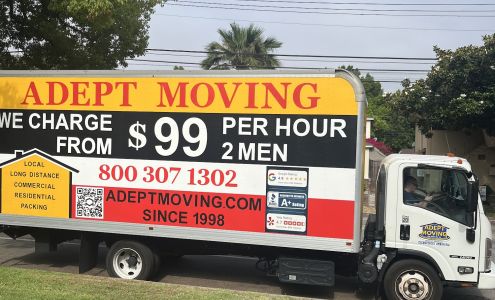 ADEPT MOVING
WE CHARGE
FROM
$99
PER HOUR
2 MEN
LOCAL
LONG DISTANCE
COMMERCIAL
RESIDENTIAL
PACKING
800 307 1302
ADEPTMOVING.COM
SINCE 1998
Google
A+
ADEPT MOVING